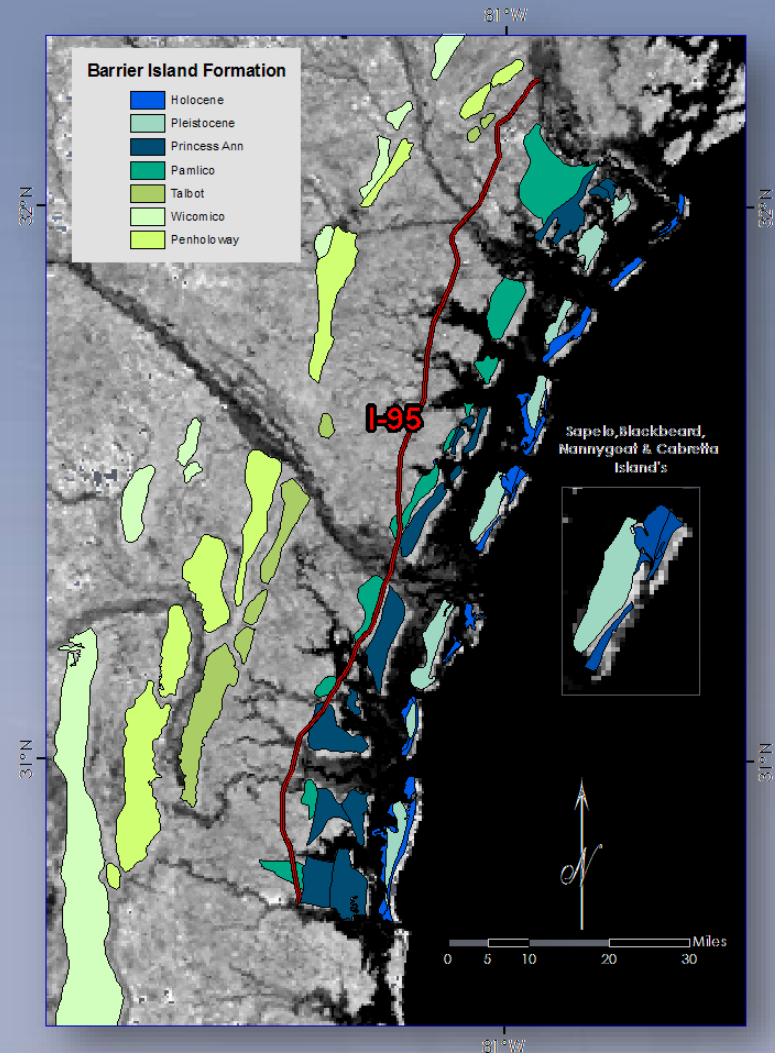 81°W
Barrier Island Formation
Holocene
Pleistocene
Princess Ann
Pamlico
Talbot
Wicomico
Penholoway
32°N
32°N
I-95
Sapelo,Blackbeard,
Nannygoat & Cabretta
Island's
31°N
31°N
N
Miles
0 5 10 20 30
81°W